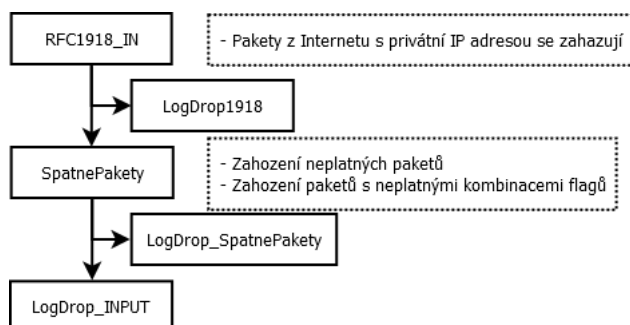 RFC1918_IN
- Pakety z Internetu s privátní IP adresou se zahazují
LogDrop1918
SpatnePakety
- Zahození neplatných paketů
- Zahození paketů s neplatnými kombinacemi flagů
LogDrop_SpatnePakety
LogDrop_INPUT